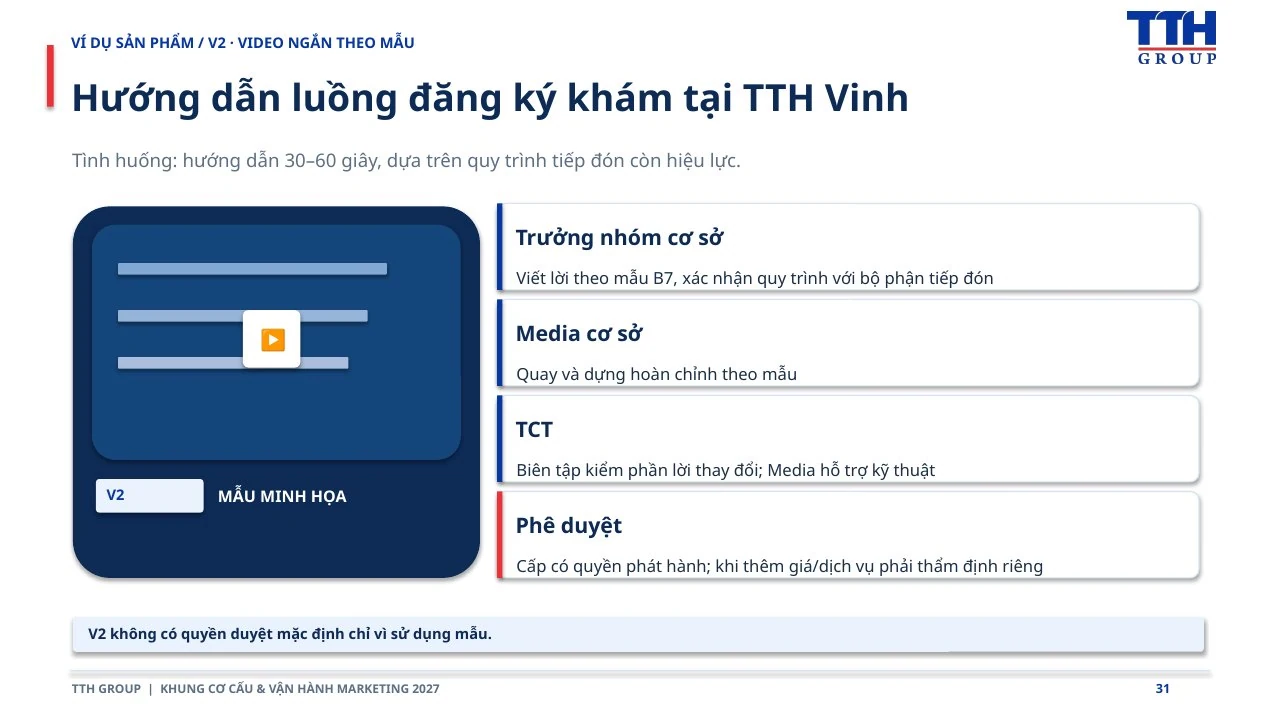 VÍ DỤ SẢN PHẨM / V2 · VIDEO NGẮN THEO MẪU
TTH
GROUP
Hướng dẫn luồng đăng ký khám tại TTH Vinh
Tình huống: hướng dẫn 30–60 giây, dựa trên quy trình tiếp đón còn hiệu lực.
Trưởng nhóm cơ sở
Viết lời theo mẫu B7, xác nhận quy trình với bộ phận tiếp đón
Media cơ sở
Quay và dựng hoàn chỉnh theo mẫu
TCT
Biên tập kiểm phần lời thay đổi; Media hỗ trợ kỹ thuật
V2 MẪU MINH HỌA
Phê duyệt
Cấp có quyền phát hành; khi thêm giá/dịch vụ phải thẩm định riêng
V2 không có quyền duyệt mặc định chỉ vì sử dụng mẫu.
TTH GROUP | KHUNG CƠ CẤU & VẬN HÀNH MARKETING 2027
31